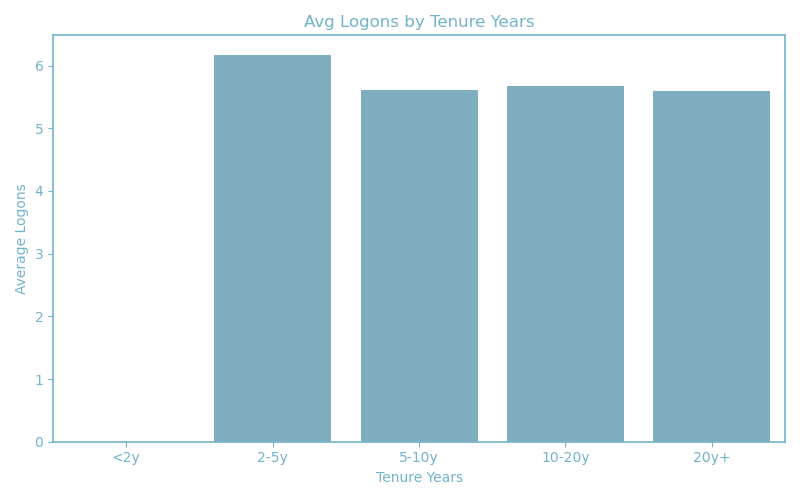 Avg Logons by Tenure Years
Average Logons
6
5
4
3
2
1
0
<2y
2-5y
5-10y
10-20y
20y+
Tenure Years